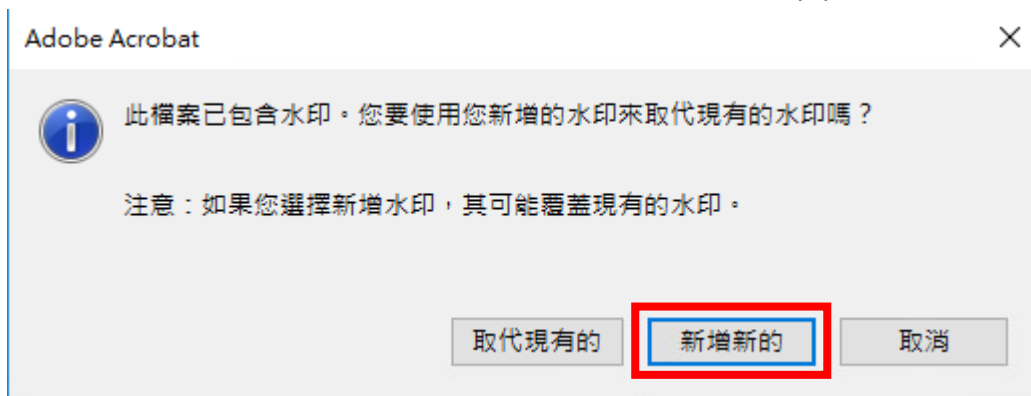 Adobe Acrobat
此檔案已包含水印。您要使用您新增的水印來取代現有的水印嗎？
注意：如果您選擇新增水印，其可能覆蓋現有的水印。
取代現有的 新增新的 取消